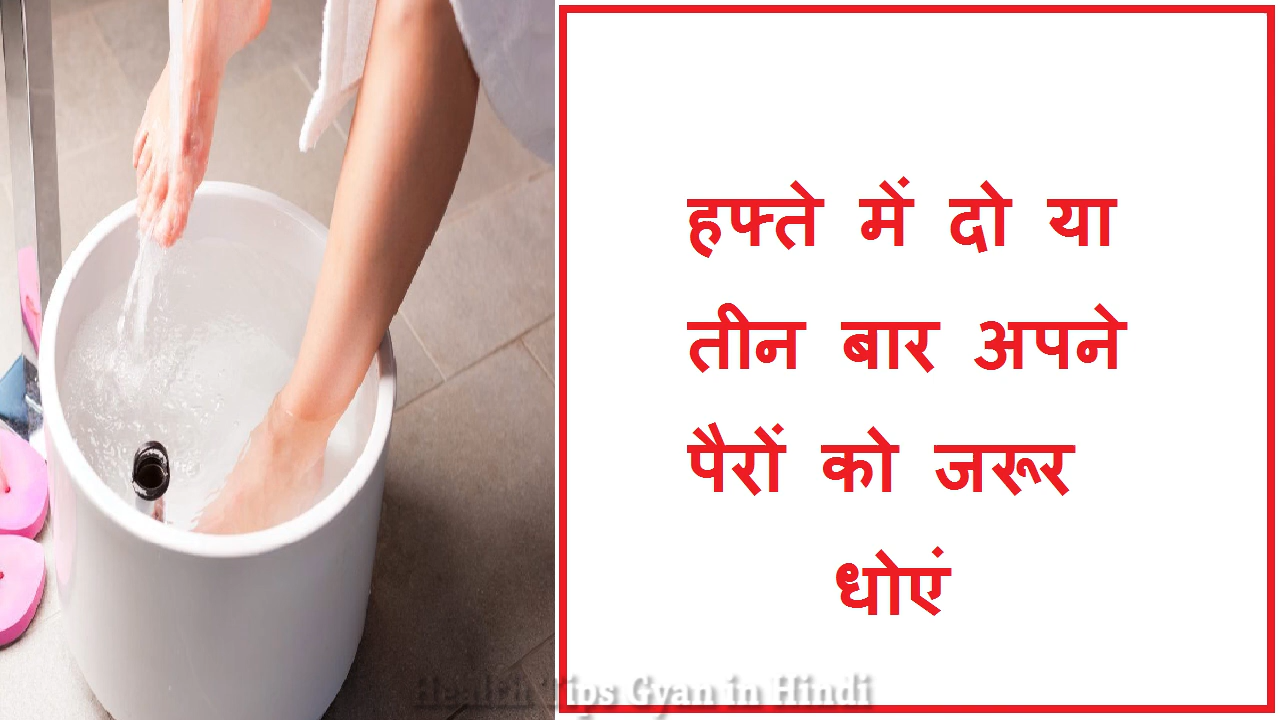 हफ्ते में दो या
तीन बार अपने
पैरों को जरूर
धोएं
Health Tips Gyan in Hindi